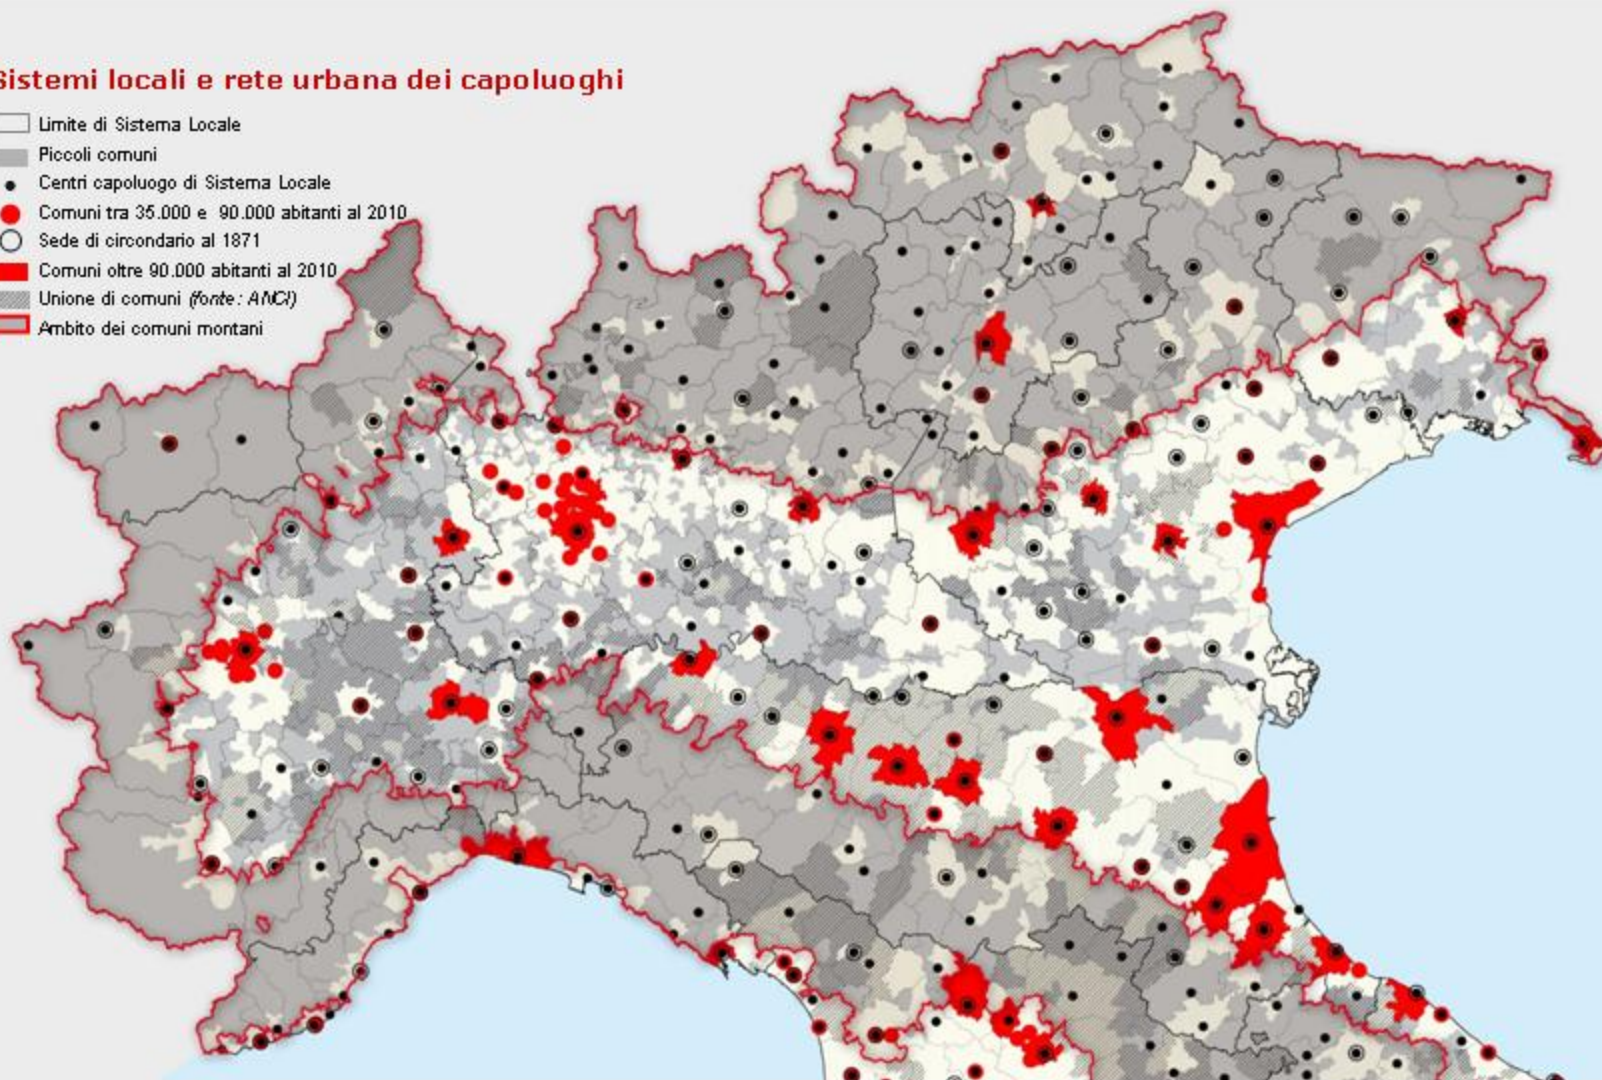 Sistemi locali e rete urbana dei capoluoghi
Limite di Sistema Locale
Piccoli comuni
Centri capoluogo di Sistema Locale
Comuni tra 35.000 e 90.000 abitanti al 2010
Sede di circondario al 1871
Comuni oltre 90.000 abitanti al 2010
Unione di comuni (fonte: ANCI)
Ambito dei comuni montani